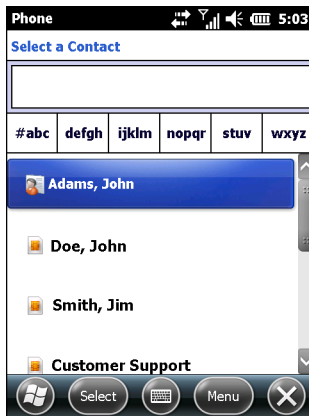 Phone 5:03
Select a Contact
#abc defgh ijklm nopqr stuv wxyz
Adams, John
Doe, John
Smith, Jim
Customer Support
Select Menu